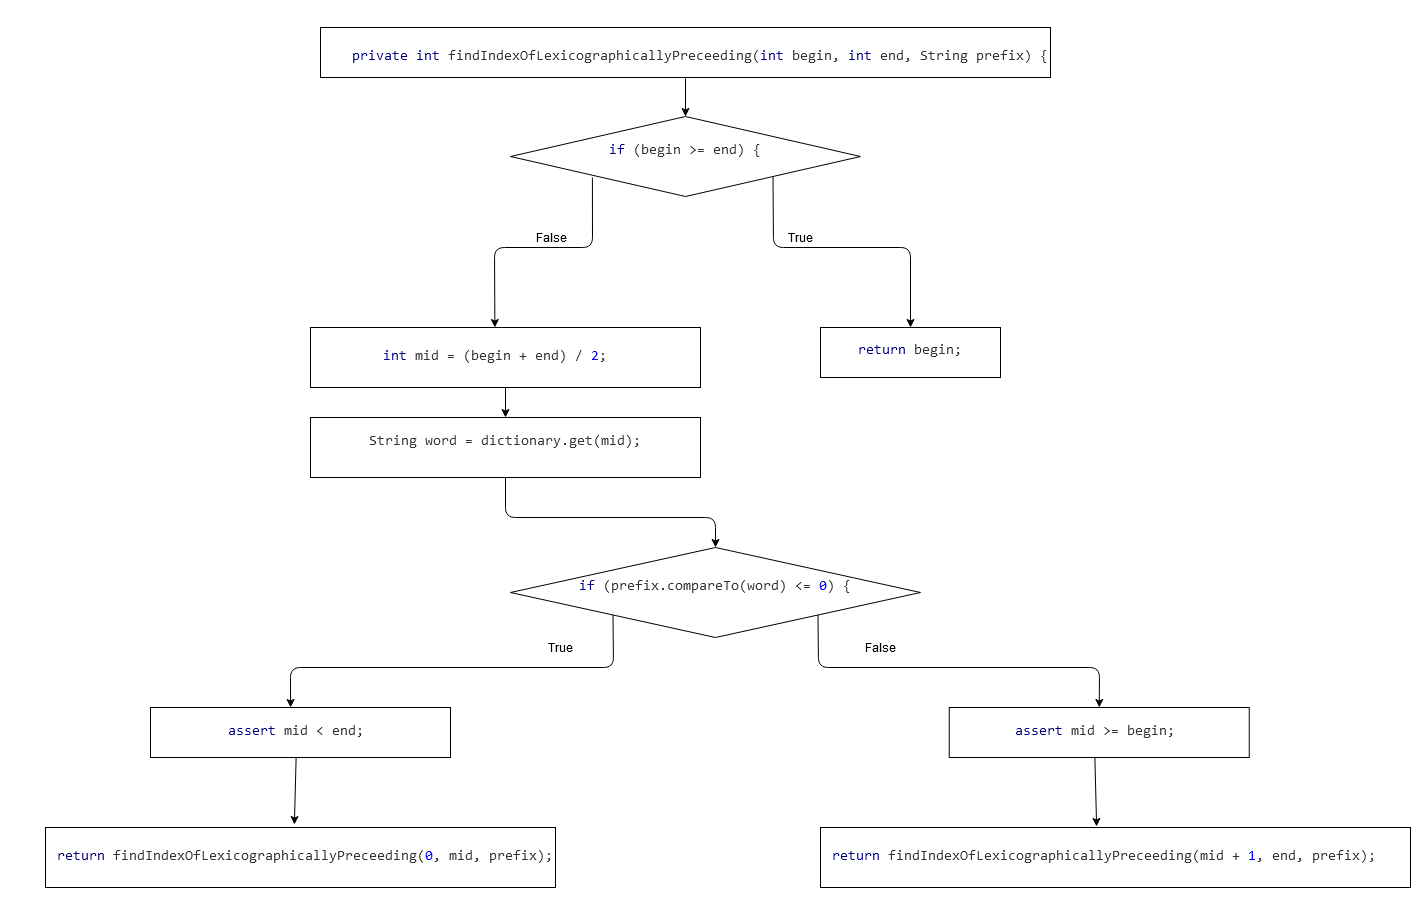 private int findIndexOfLexicographicallyPreceeding(int begin, int end, String prefix) {
if (begin >= end) {
False
True
int mid = (begin + end) / 2;
return begin;
String word = dictionary.get(mid);
if (prefix.compareTo(word) <= 0) {
True
False
assert mid < end;
assert mid >= begin;
return findIndexOfLexicographicallyPreceeding(0, mid, prefix);
return findIndexOfLexicographicallyPreceeding(mid + 1, end, prefix);